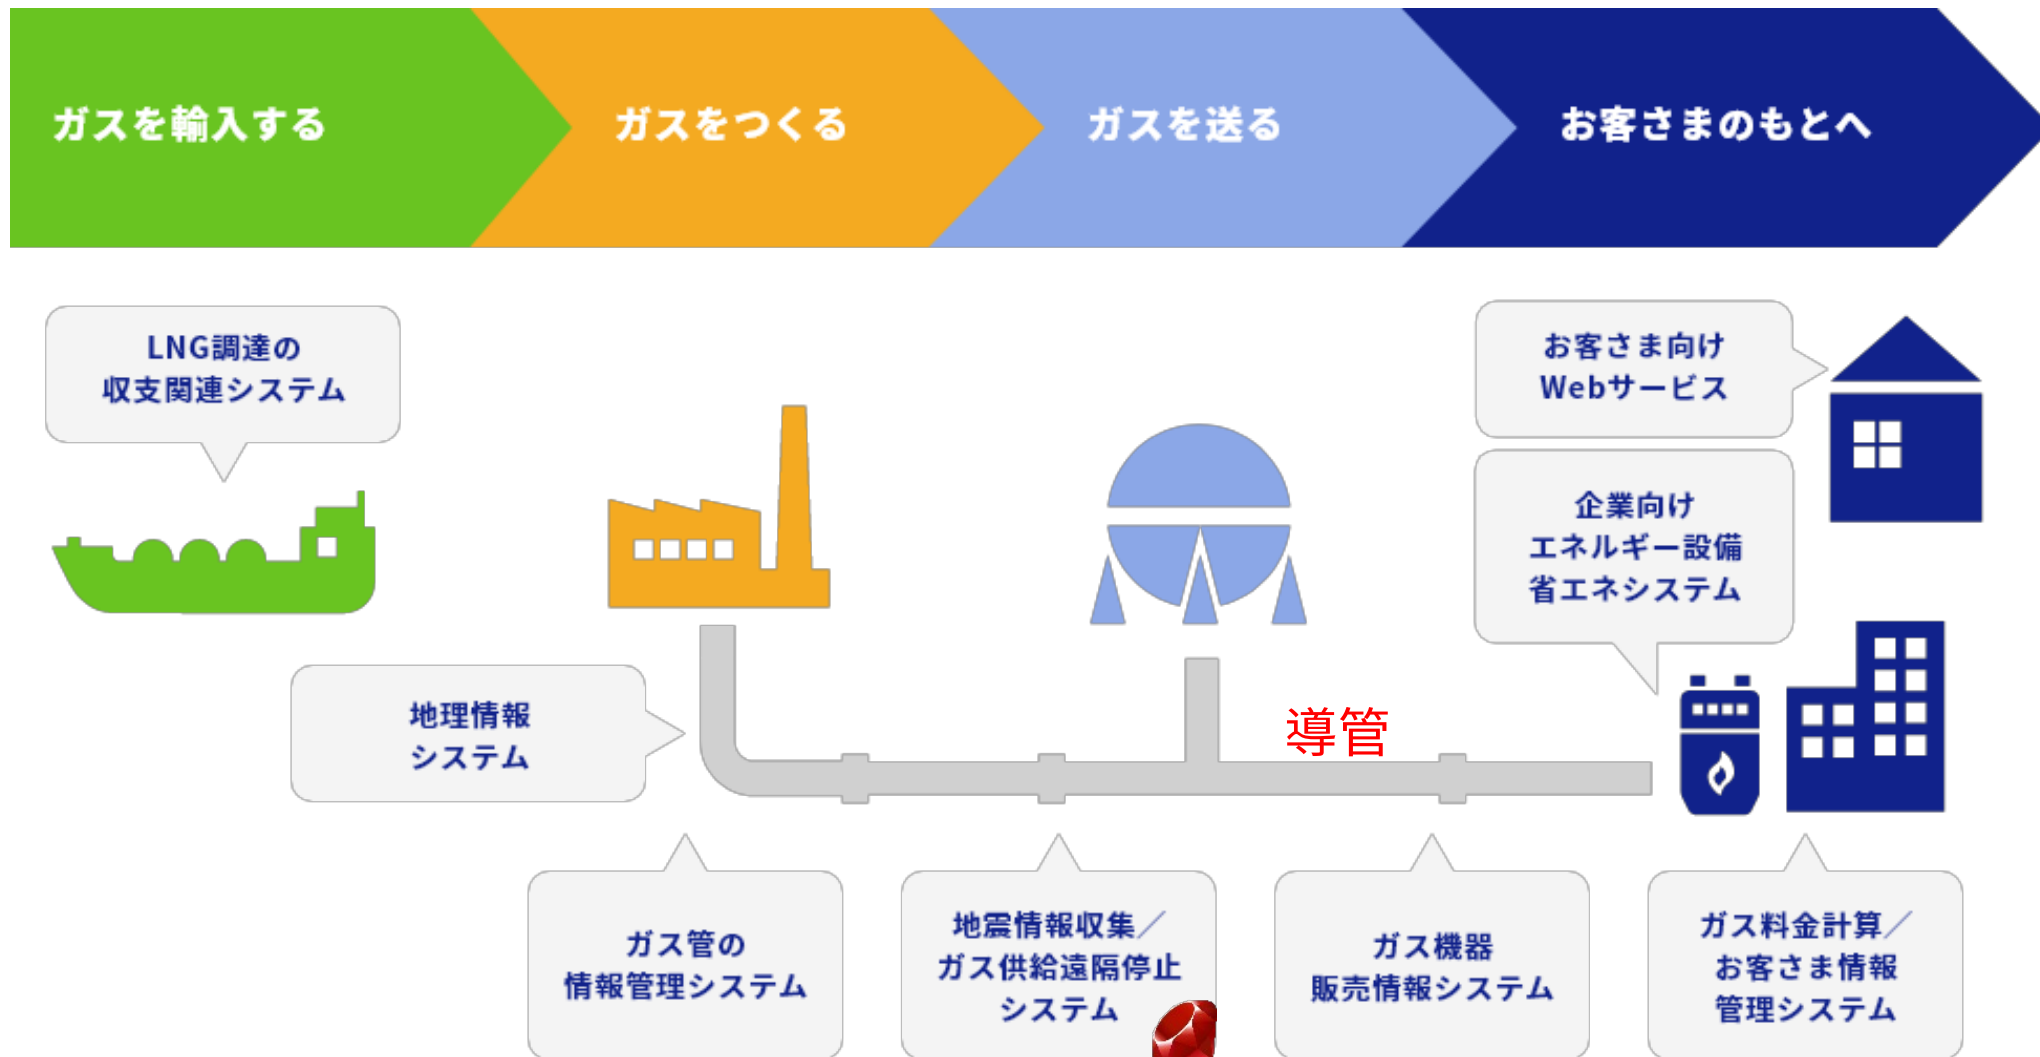 ガスを輸入する
ガスをつくる
ガスを送る
お客さまのもとへ
LNG調達の
収支関連システム
お客さま向け
Webサービス
企業向け
エネルギー設備
省エネシステム
地理情報
システム
導管
ガス管の
情報管理システム
地震情報収集／
ガス供給遠隔停止
システム
ガス機器
販売情報システム
ガス料金計算／
お客さま情報
管理システム